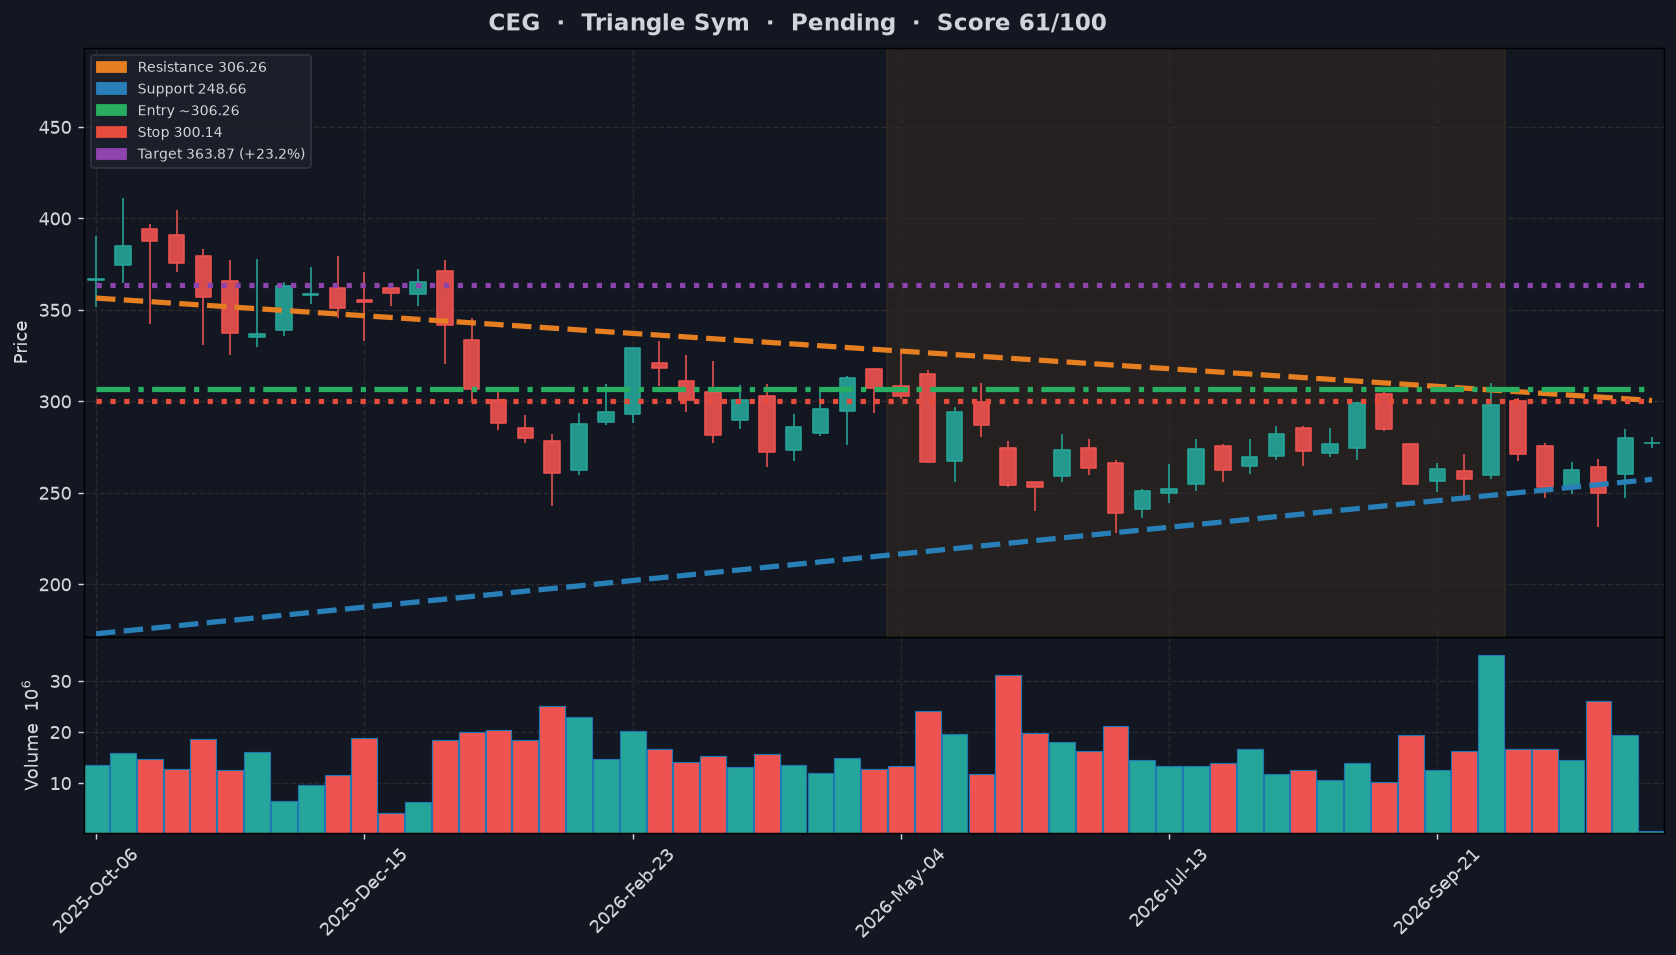 CEG · Triangle Sym · Pending · Score 61/100
Resistance 306.26
Support 248.66
Entry ~306.26
Stop 300.14
Target 363.87 (+23.2%)
Price
450
400
350
300
250
200
Volume 10⁶
30
20
10
2025-Oct-06
2025-Dec-15
2026-Feb-23
2026-May-04
2026-Jul-13
2026-Sep-21